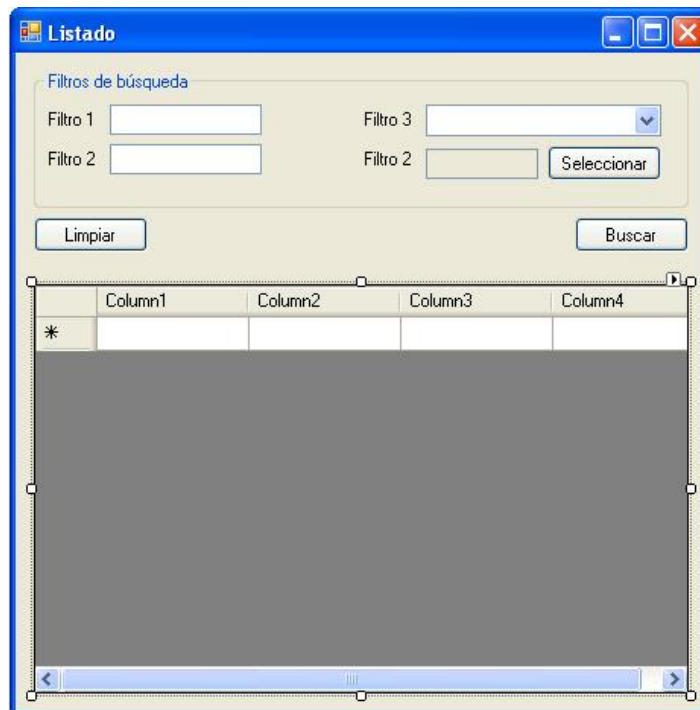 Listado
Filtros de búsqueda
Filtro 1
Filtro 3
Filtro 2
Filtro 2
Seleccionar
Limpiar
Buscar
Column1 Column2 Column3 Column4